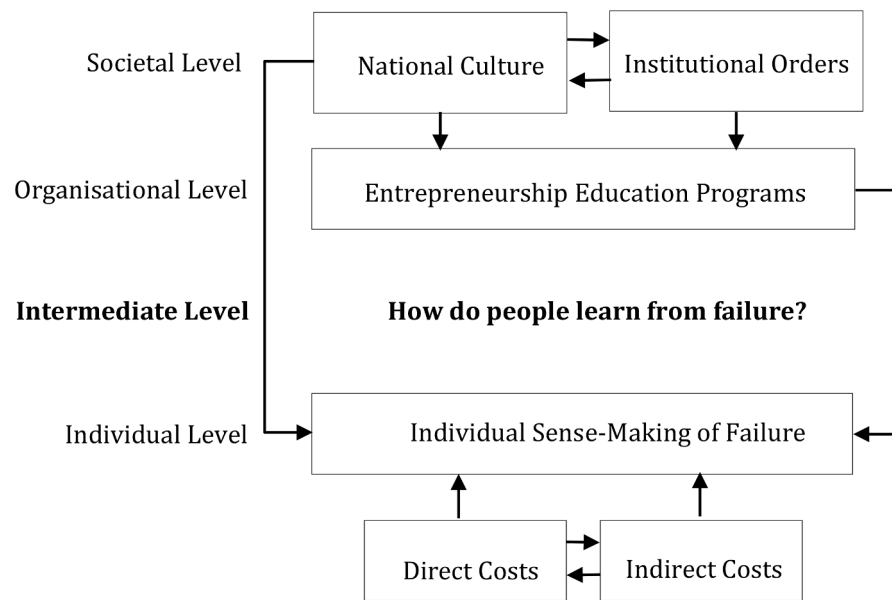 Societal Level
National Culture
Institutional Orders
Organisational Level
Entrepreneurship Education Programs
Intermediate Level
How do people learn from failure?
Individual Level
Individual Sense-Making of Failure
Direct Costs
Indirect Costs